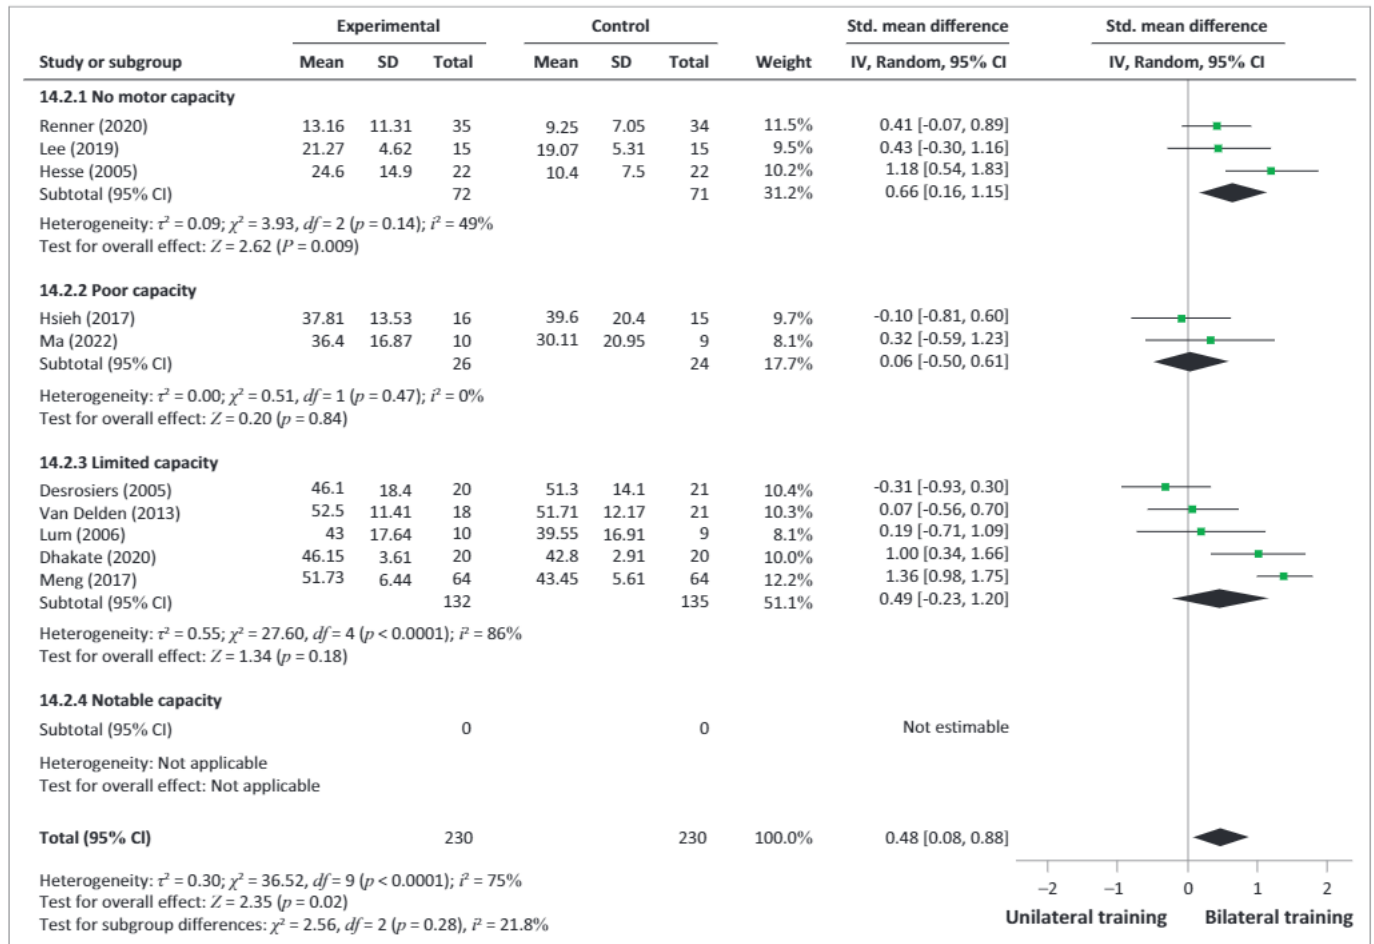 Experimental Control Std. mean difference Std. mean difference
Study or subgroup Mean SD Total Mean SD Total Weight IV, Random, 95% CI IV, Random, 95% CI
14.2.1 No motor capacity
Renner (2020) 13.16 11.31 35 9.25 7.05 34 11.5% 0.41 [-0.07, 0.89]
Lee (2019) 21.27 4.62 15 19.07 5.31 15 9.5% 0.43 [-0.30, 1.16]
Hesse (2005) 24.6 14.9 22 10.4 7.5 22 10.2% 1.18 [0.54, 1.83]
Subtotal (95% CI) 72 71 31.2% 0.66 [0.16, 1.15]
Heterogeneity: τ² = 0.09; χ² = 3.93, df = 2 (p = 0.14); i² = 49%
Test for overall effect: Z = 2.62 (P = 0.009)
14.2.2 Poor capacity
Hsieh (2017) 37.81 13.53 16 39.6 20.4 15 9.7% -0.10 [-0.81, 0.60]
Ma (2022) 36.4 16.87 10 30.11 20.95 9 8.1% 0.32 [-0.59, 1.23]
Subtotal (95% CI) 26 24 17.7% 0.06 [-0.50, 0.61]
Heterogeneity: τ² = 0.00; χ² = 0.51, df = 1 (p = 0.47); i² = 0%
Test for overall effect: Z = 0.20 (p = 0.84)
14.2.3 Limited capacity
Desrosiers (2005) 46.1 18.4 20 51.3 14.1 21 10.4% -0.31 [-0.93, 0.30]
Van Delden (2013) 52.5 11.41 18 51.71 12.17 21 10.3% 0.07 [-0.56, 0.70]
Lum (2006) 43 17.64 10 39.55 16.91 9 8.1% 0.19 [-0.71, 1.09]
Dhakate (2020) 46.15 3.61 20 42.8 2.91 20 10.0% 1.00 [0.34, 1.66]
Meng (2017) 51.73 6.44 64 43.45 5.61 64 12.2% 1.36 [0.98, 1.75]
Subtotal (95% CI) 132 135 51.1% 0.49 [-0.23, 1.20]
Heterogeneity: τ² = 0.55; χ² = 27.60, df = 4 (p < 0.0001); i² = 86%
Test for overall effect: Z = 1.34 (p = 0.18)
14.2.4 Notable capacity
Subtotal (95% CI) 0 0 Not estimable
Heterogeneity: Not applicable
Test for overall effect: Not applicable
Total (95% Cl) 230 230 100.0% 0.48 [0.08, 0.88]
Heterogeneity: τ² = 0.30; χ² = 36.52, df = 9 (p < 0.0001); i² = 75%
Test for overall effect: Z = 2.35 (p = 0.02)
Test for subgroup differences: χ² = 2.56, df = 2 (p = 0.28), i² = 21.8%
−2 −1 0 1 2
Unilateral training Bilateral training